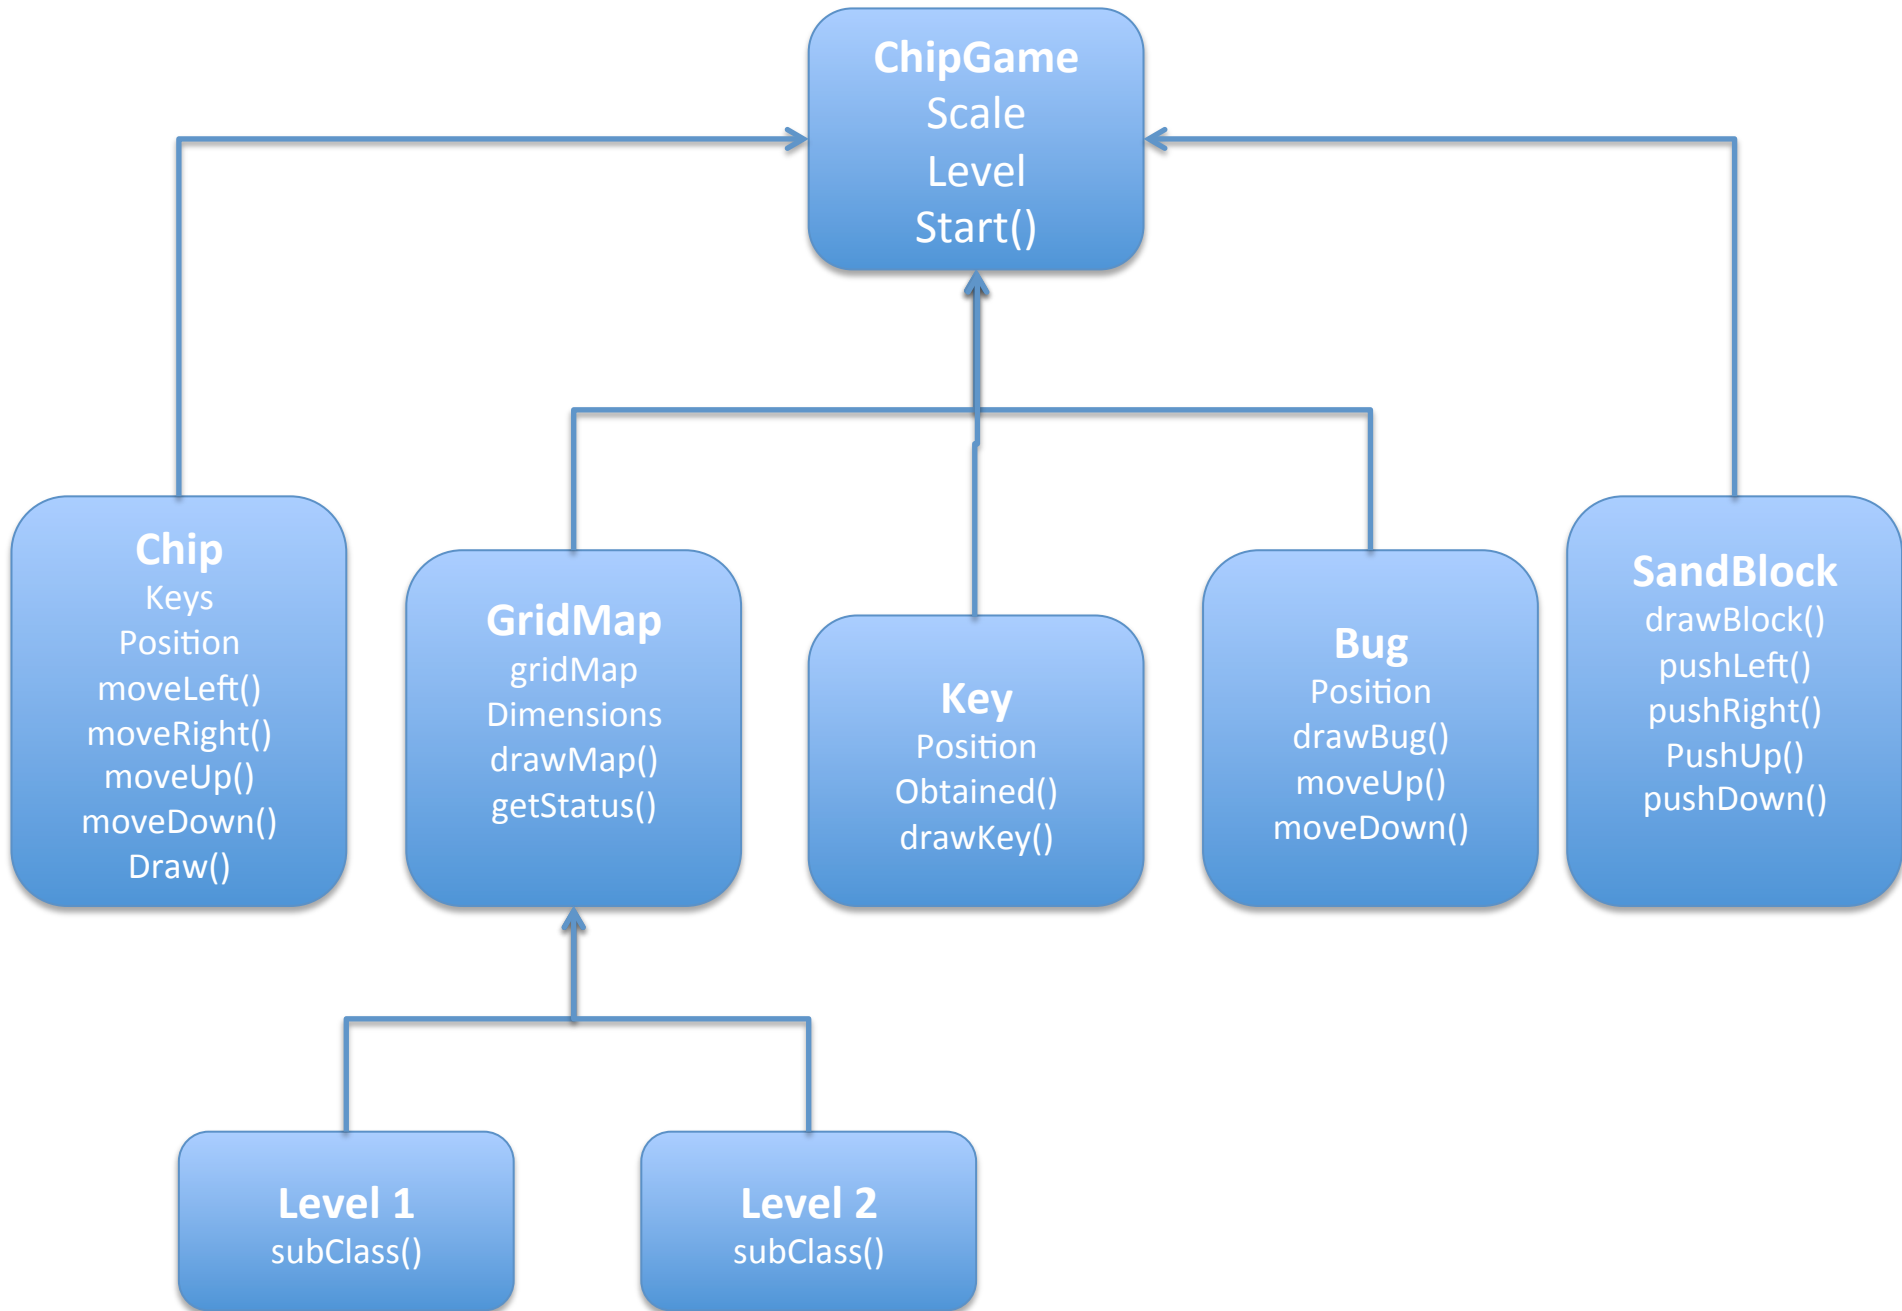 ChipGame
Scale
Level
Start()
Chip
Keys
Position
moveLeft()
moveRight()
moveUp()
moveDown()
Draw()
GridMap
gridMap
Dimensions
drawMap()
getStatus()
Key
Position
Obtained()
drawKey()
Bug
Position
drawBug()
moveUp()
moveDown()
SandBlock
drawBlock()
pushLeft()
pushRight()
PushUp()
pushDown()
Level 1
subClass()
Level 2
subClass()